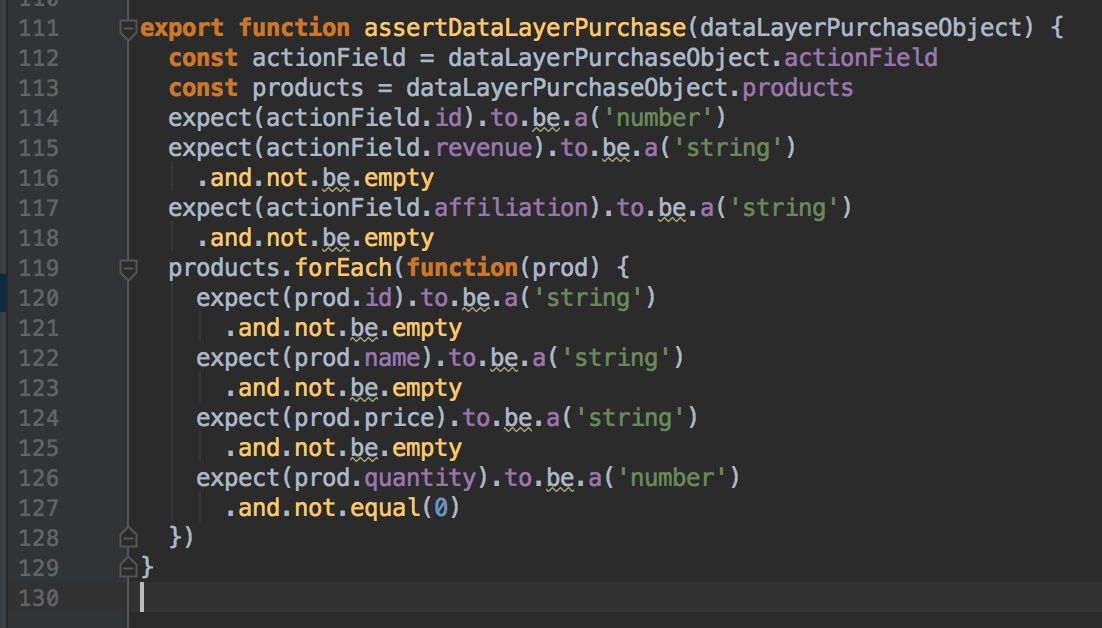 110
111 export function assertDataLayerPurchase(dataLayerPurchaseObject) {
112   const actionField = dataLayerPurchaseObject.actionField
113   const products = dataLayerPurchaseObject.products
114   expect(actionField.id).to.be.a('number')
115   expect(actionField.revenue).to.be.a('string')
116     .and.not.be.empty
117   expect(actionField.affiliation).to.be.a('string')
118     .and.not.be.empty
119   products.forEach(function(prod) {
120     expect(prod.id).to.be.a('string')
121       .and.not.be.empty
122     expect(prod.name).to.be.a('string')
123       .and.not.be.empty
124     expect(prod.price).to.be.a('string')
125       .and.not.be.empty
126     expect(prod.quantity).to.be.a('number')
127       .and.not.equal(0)
128   })
129 }
130